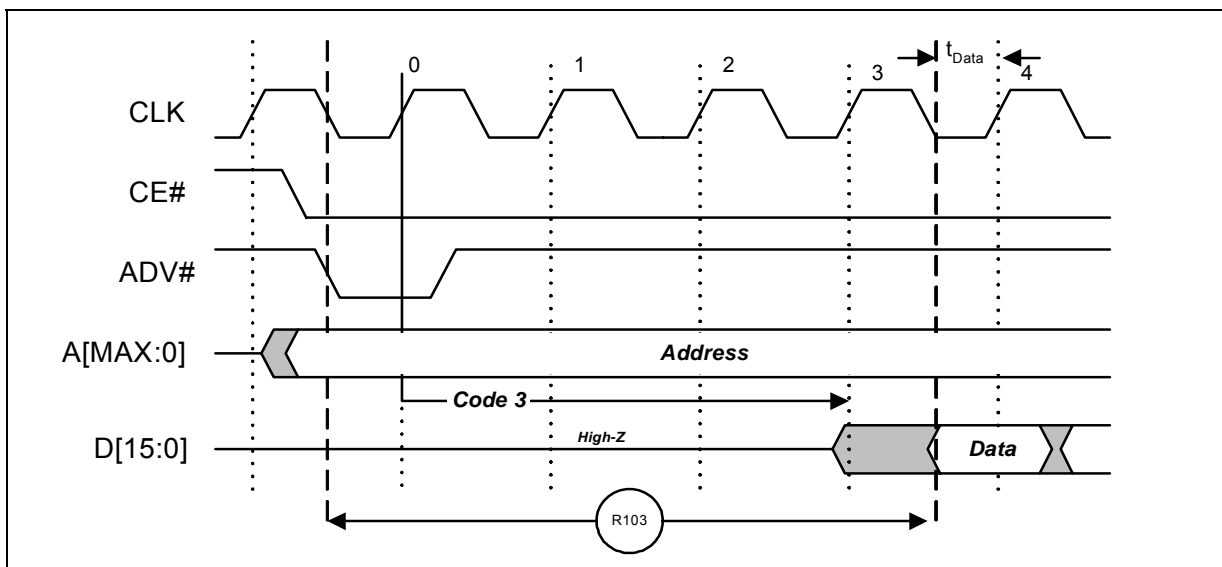 0 1 2 3 4
tData
CLK
CE#
ADV#
A[MAX:0] Address
Code 3
D[15:0] High-Z Data
R103